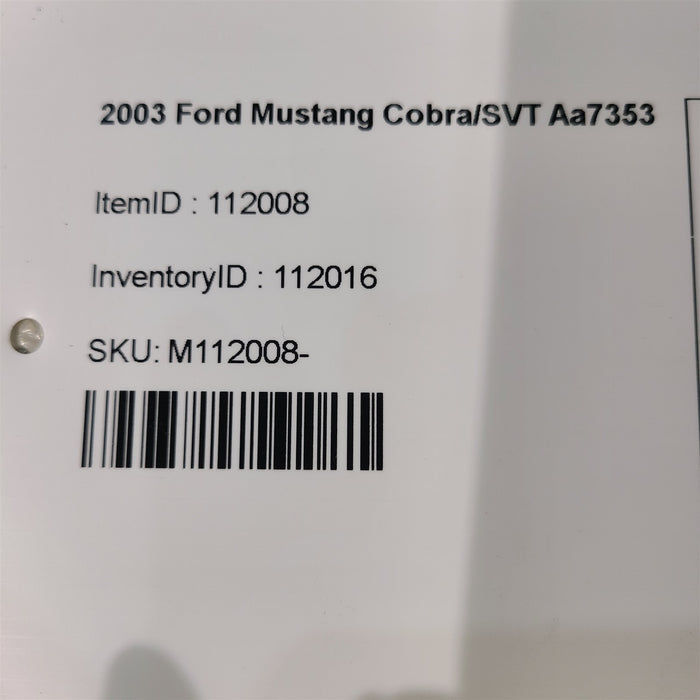 2003 Ford Mustang Cobra/SVT Aa7353
ItemID : 112008
InventoryID : 112016
SKU: M112008-